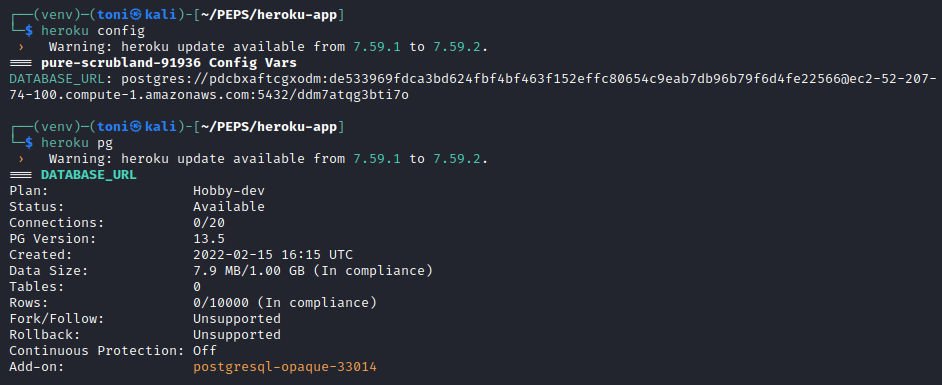 ┌──(venv)─(toni㉿kali)-[~/PEPS/heroku-app]
└─$ heroku config
 ›   Warning: heroku update available from 7.59.1 to 7.59.2.
=== pure-scrubland-91936 Config Vars
DATABASE_URL: postgres://pdcbxaftcgxodm:de533969fdca3bd624fbf4bf463f152effc80654c9eab7db96b79f6d4fe22566@ec2-52-207-
74-100.compute-1.amazonaws.com:5432/ddm7atqg3bti7o
┌──(venv)─(toni㉿kali)-[~/PEPS/heroku-app]
└─$ heroku pg
 ›   Warning: heroku update available from 7.59.1 to 7.59.2.
=== DATABASE_URL
Plan:                  Hobby-dev
Status:                Available
Connections:           0/20
PG Version:            13.5
Created:               2022-02-15 16:15 UTC
Data Size:             7.9 MB/1.00 GB (In compliance)
Tables:                0
Rows:                  0/10000 (In compliance)
Fork/Follow:           Unsupported
Rollback:              Unsupported
Continuous Protection: Off
Add-on:                postgresql-opaque-33014